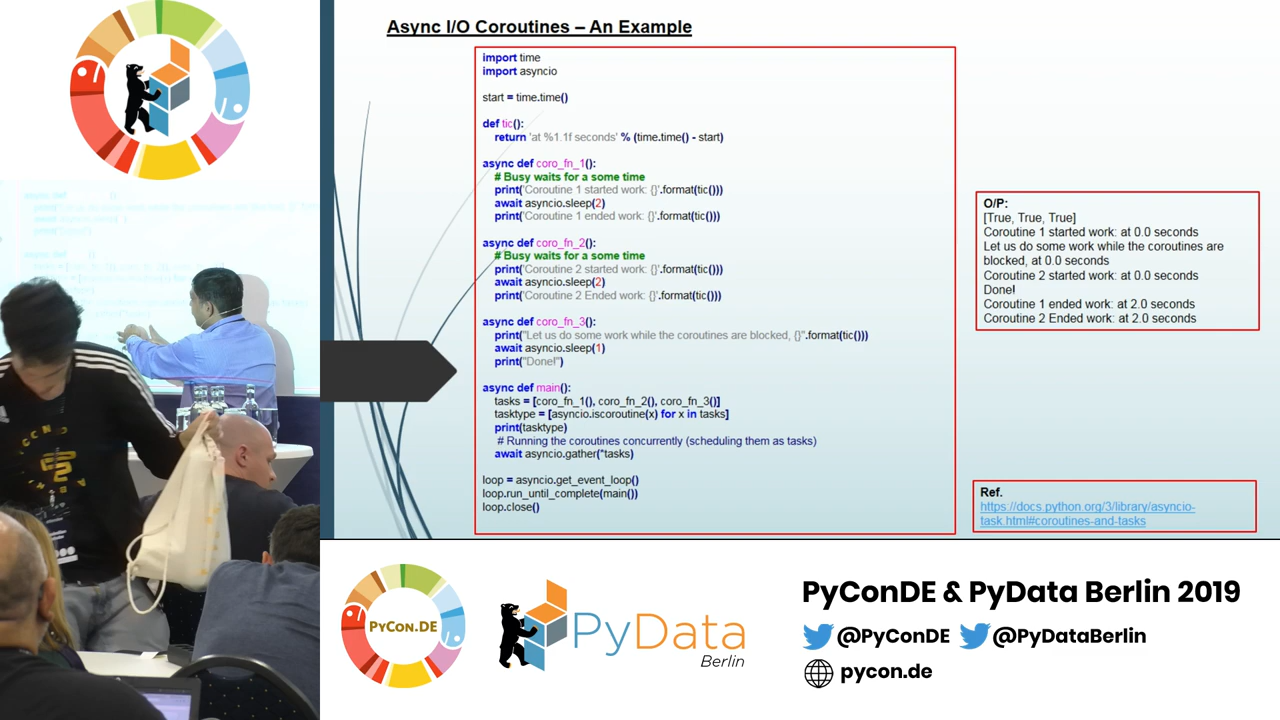 Async I/O Coroutines – An Example
import time
import asyncio
start = time.time()
def tic():
return 'at %1.1f seconds' % (time.time() - start)
async def coro_fn_1():
# Busy waits for a some time
print('Coroutine 1 started work: {}'.format(tic()))
await asyncio.sleep(2)
print('Coroutine 1 ended work: {}'.format(tic()))
async def coro_fn_2():
# Busy waits for a some time
print('Coroutine 2 started work: {}'.format(tic()))
await asyncio.sleep(2)
print('Coroutine 2 Ended work: {}'.format(tic()))
async def coro_fn_3():
print("Let us do some work while the coroutines are blocked, {}".format(tic()))
await asyncio.sleep(1)
print("Done!")
async def main():
tasks = [coro_fn_1(), coro_fn_2(), coro_fn_3()]
tasktype = [asyncio.iscoroutine(x) for x in tasks]
print(tasktype)
# Running the coroutines concurrently (scheduling them as tasks)
await asyncio.gather(*tasks)
loop = asyncio.get_event_loop()
loop.run_until_complete(main())
loop.close()
O/P:
[True, True, True]
Coroutine 1 started work: at 0.0 seconds
Let us do some work while the coroutines are
blocked, at 0.0 seconds
Coroutine 2 started work: at 0.0 seconds
Done!
Coroutine 1 ended work: at 2.0 seconds
Coroutine 2 Ended work: at 2.0 seconds
Ref.
https://docs.python.org/3/library/asyncio-
task.html#coroutines-and-tasks
PyCon.DE
PyData
Berlin
PyConDE & PyData Berlin 2019
@PyConDE @PyDataBerlin
pycon.de